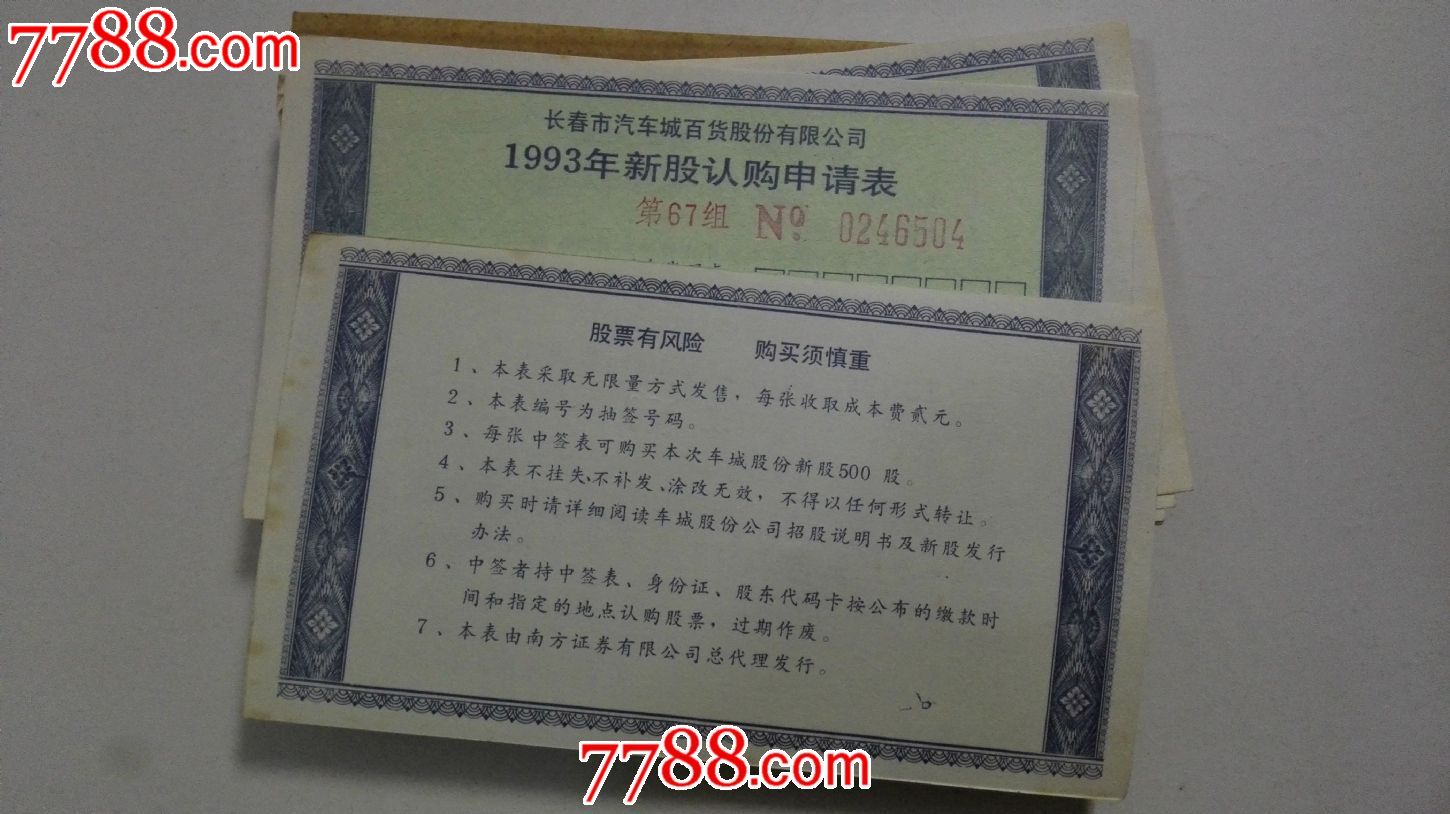 7788.com
长春市汽车城百货股份有限公司
1993年新股认购申请表
第67组 Nº 0246504
股票有风险 购买须慎重
1、本表采取无限量方式发售，每张收取成本费贰元。
2、本表编号为抽签号码。
3、每张中签表可购买本次车城股份新股500 股。
4、本表不挂失、不补发、涂改无效，不得以任何形式转让。
5、购买时请详细阅读车城股份公司招股说明书及新股发行
办法。
6、中签者持中签表、身份证、股东代码卡按公布的缴款时
间和指定的地点认购股票，过期作废。
7、本表由南方证券有限公司总代理发行。
7788.com